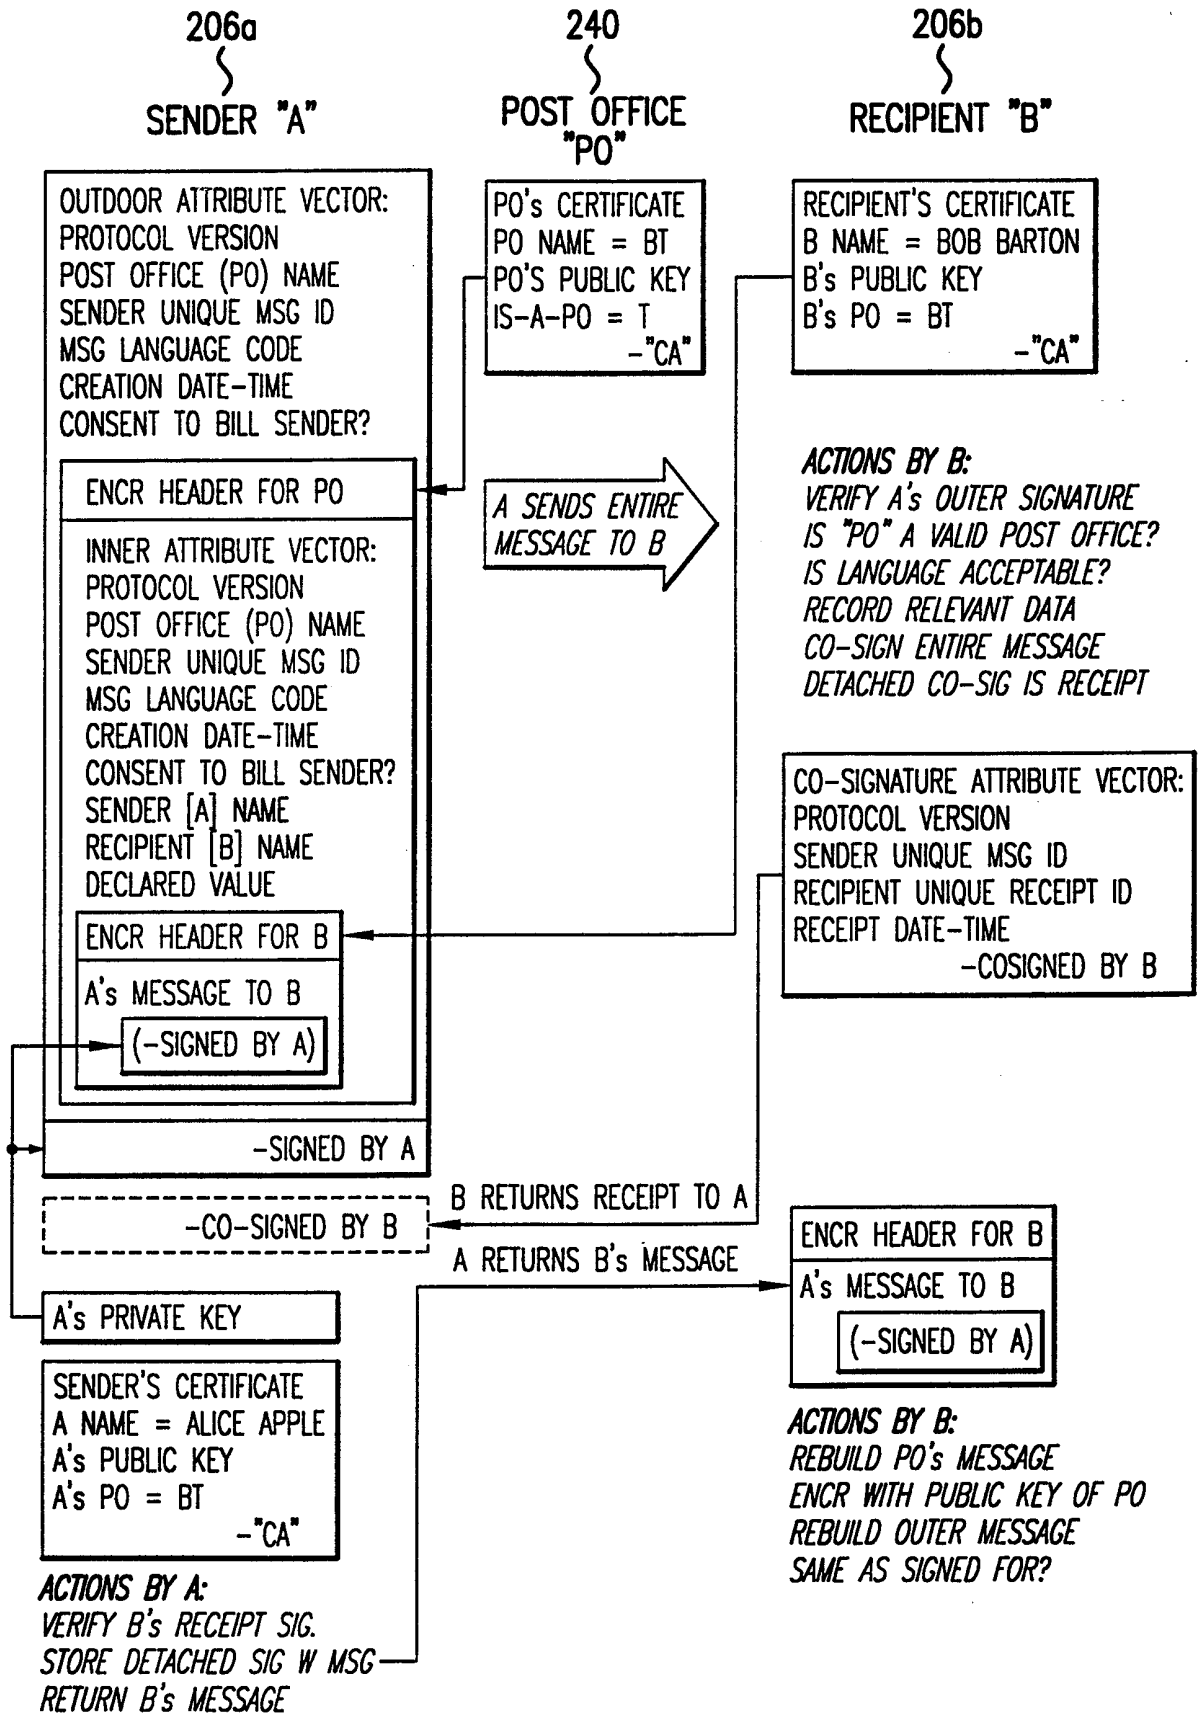 206a
240
206b
SENDER "A"
POST OFFICE
"PO"
RECIPIENT "B"
OUTDOOR ATTRIBUTE VECTOR:
PROTOCOL VERSION
POST OFFICE (PO) NAME
SENDER UNIQUE MSG ID
MSG LANGUAGE CODE
CREATION DATE-TIME
CONSENT TO BILL SENDER?
ENCR HEADER FOR PO
INNER ATTRIBUTE VECTOR:
PROTOCOL VERSION
POST OFFICE (PO) NAME
SENDER UNIQUE MSG ID
MSG LANGUAGE CODE
CREATION DATE-TIME
CONSENT TO BILL SENDER?
SENDER [A] NAME
RECIPIENT [B] NAME
DECLARED VALUE
ENCR HEADER FOR B
A's MESSAGE TO B
(-SIGNED BY A)
-SIGNED BY A
-CO-SIGNED BY B
A's PRIVATE KEY
SENDER'S CERTIFICATE
A NAME = ALICE APPLE
A's PUBLIC KEY
A's PO = BT
-"CA"
ACTIONS BY A:
VERIFY B's RECEIPT SIG.
STORE DETACHED SIG W MSG
RETURN B's MESSAGE
PO's CERTIFICATE
PO NAME = BT
PO'S PUBLIC KEY
IS-A-PO = T
-"CA"
A SENDS ENTIRE
MESSAGE TO B
B RETURNS RECEIPT TO A
A RETURNS B's MESSAGE
RECIPIENT'S CERTIFICATE
B NAME = BOB BARTON
B's PUBLIC KEY
B's PO = BT
-"CA"
ACTIONS BY B:
VERIFY A's OUTER SIGNATURE
IS "PO" A VALID POST OFFICE?
IS LANGUAGE ACCEPTABLE?
RECORD RELEVANT DATA
CO-SIGN ENTIRE MESSAGE
DETACHED CO-SIG IS RECEIPT
CO-SIGNATURE ATTRIBUTE VECTOR:
PROTOCOL VERSION
SENDER UNIQUE MSG ID
RECIPIENT UNIQUE RECEIPT ID
RECEIPT DATE-TIME
-COSIGNED BY B
ENCR HEADER FOR B
A's MESSAGE TO B
(-SIGNED BY A)
ACTIONS BY B:
REBUILD PO's MESSAGE
ENCR WITH PUBLIC KEY OF PO
REBUILD OUTER MESSAGE
SAME AS SIGNED FOR?